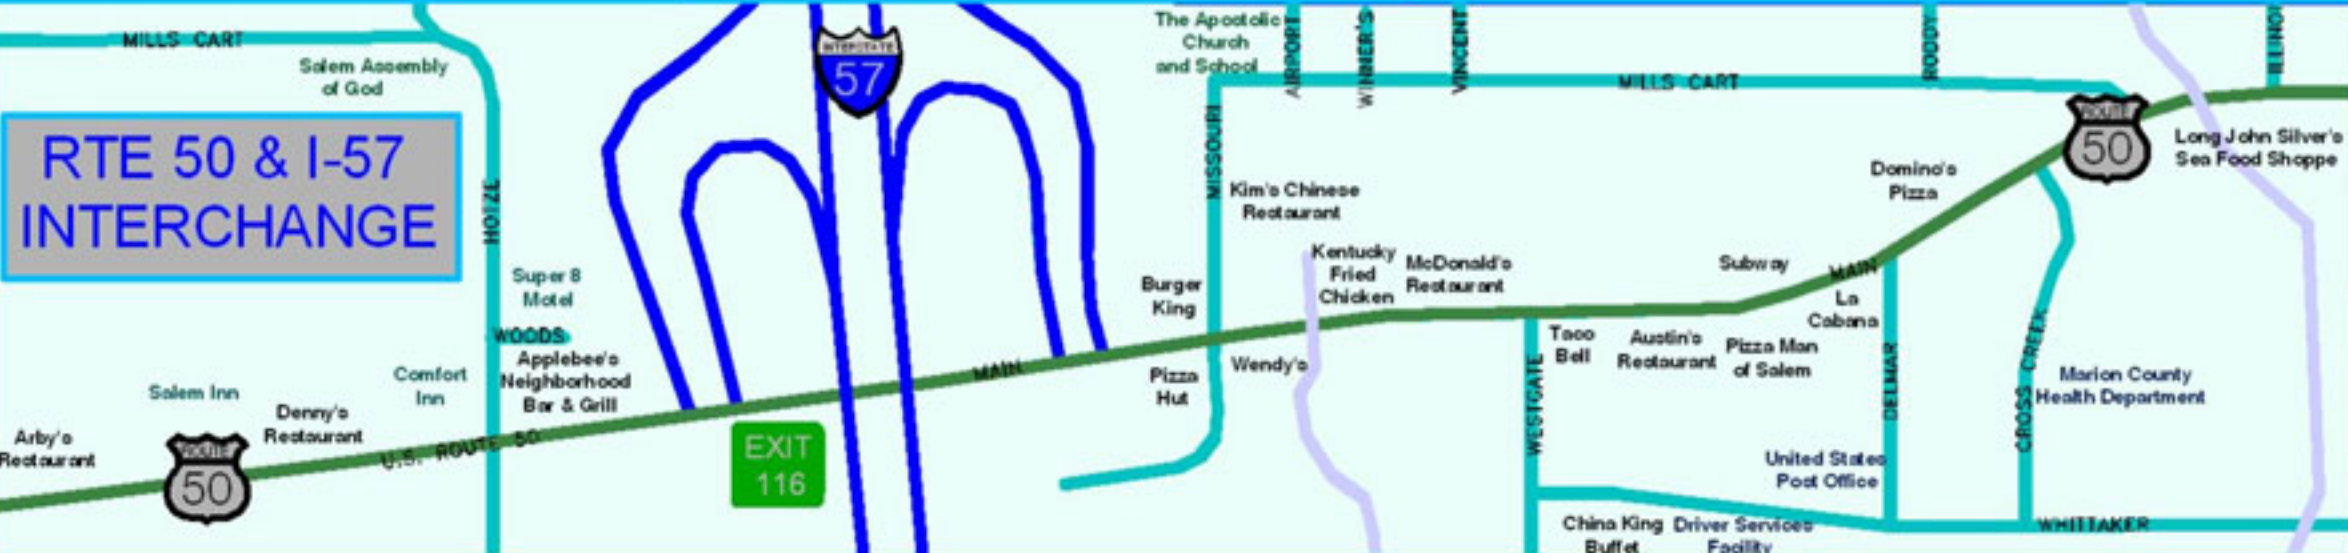 MILLS CART
Salem Assembly
of God
RTE 50 & I-57
INTERCHANGE
HOTZE
INTERSTATE
57
The Apostolic
Church
and School
AIRPORT
WINNER'S
VINCENT
MILLS CART
RODDY
ROUTE
50
Long John Silver's
Sea Food Shoppe
MISSOURI
Kim's Chinese
Restaurant
Domino's
Pizza
Super 8
Motel
WOODS
Applebee's
Neighborhood
Bar & Grill
Comfort
Inn
Salem Inn
Denny's
Restaurant
Arby's
Restaurant
ROUTE
50
U.S. ROUTE 50
EXIT
116
MAIN
Burger
King
Pizza
Hut
Wendy's
Kentucky
Fried
Chicken
McDonald's
Restaurant
Subway
MAIN
La
Cabana
Taco
Bell
Austin's
Restaurant
Pizza Man
of Salem
WESTGATE
DELMAR
CROSS CREEK
Marion County
Health Department
United States
Post Office
China King
Buffet
Driver Services
Facility
WHITTAKER